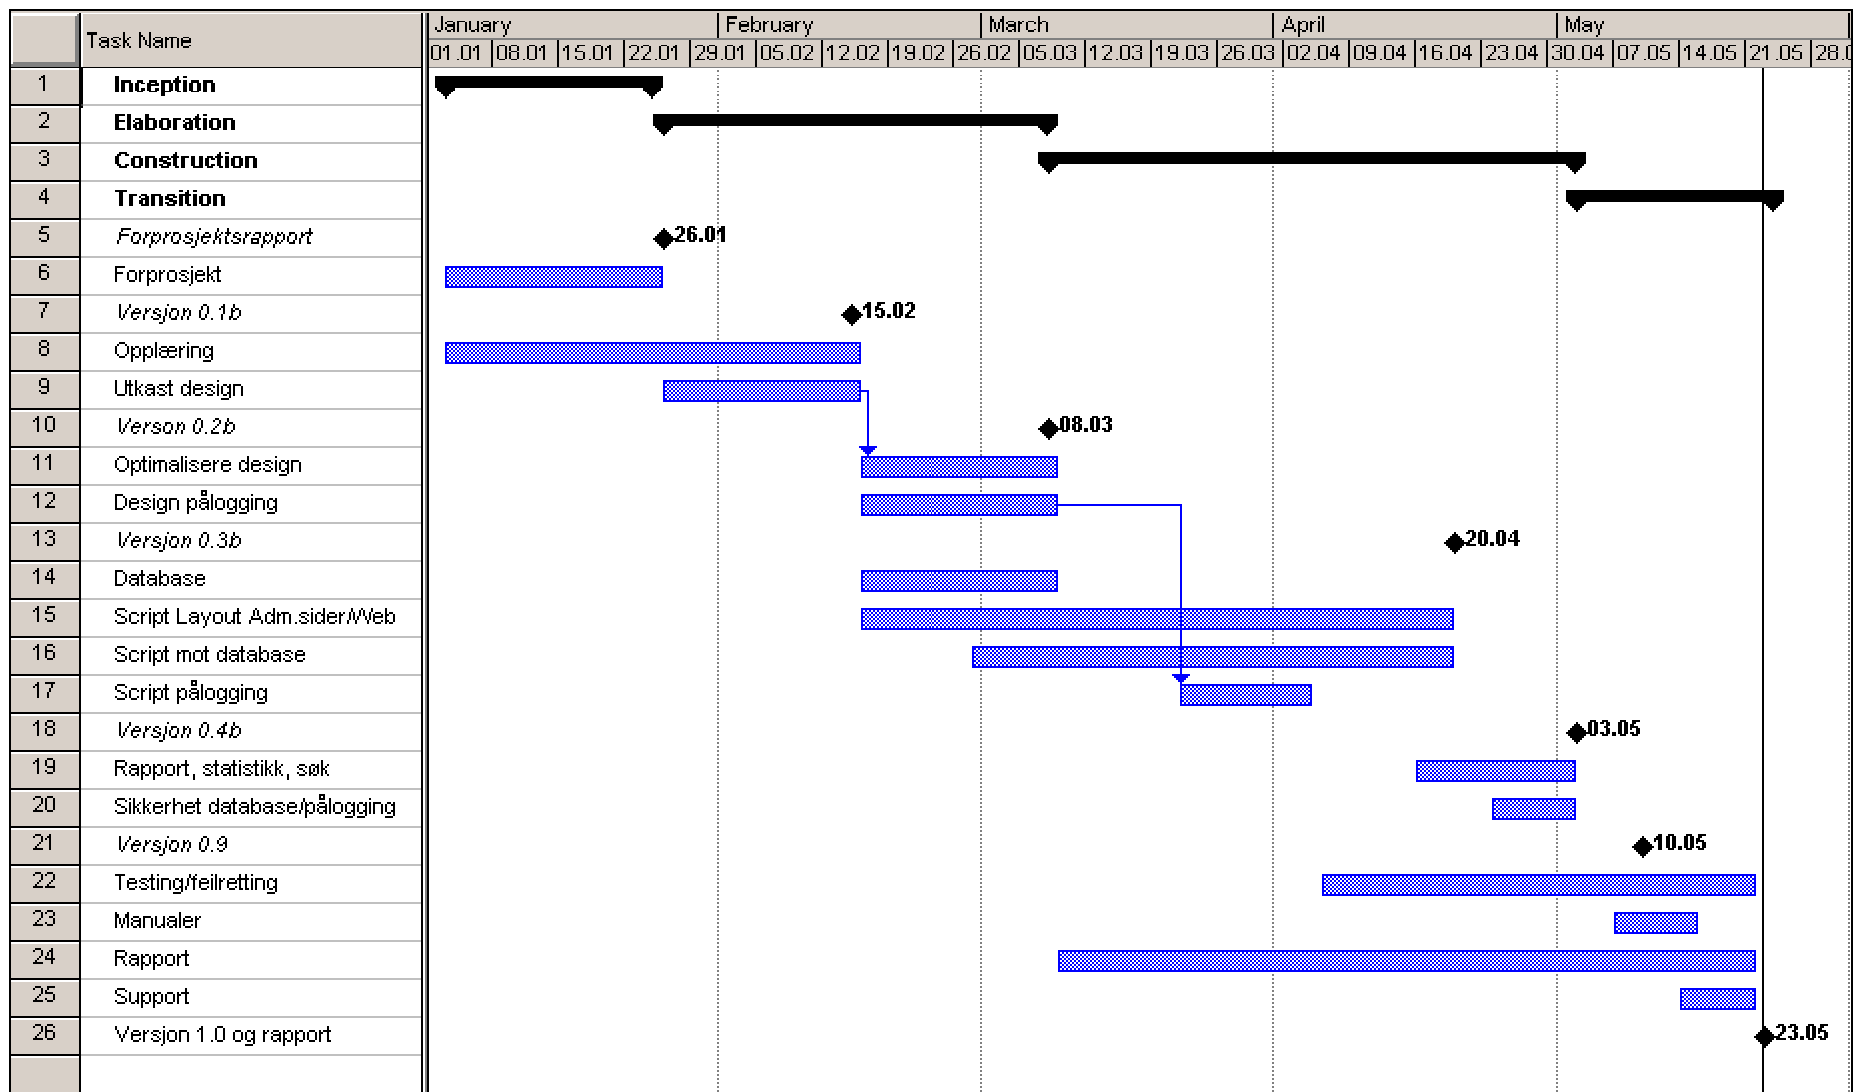 Task Name
January February March April May
01.01 08.01 15.01 22.01 29.01 05.02 12.02 19.02 26.02 05.03 12.03 19.03 26.03 02.04 09.04 16.04 23.04 30.04 07.05 14.05 21.05 28.0
1 Inception
2 Elaboration
3 Construction
4 Transition
5 Forprosjektsrapport 26.01
6 Forprosjekt
7 Versjon 0.1b 15.02
8 Opplæring
9 Utkast design
10 Verson 0.2b 08.03
11 Optimalisere design
12 Design pålogging
13 Versjon 0.3b 20.04
14 Database
15 Script Layout Adm.sider/Web
16 Script mot database
17 Script pålogging
18 Versjon 0.4b 03.05
19 Rapport, statistikk, søk
20 Sikkerhet database/pålogging
21 Versjon 0.9 10.05
22 Testing/feilretting
23 Manualer
24 Rapport
25 Support
26 Versjon 1.0 og rapport 23.05